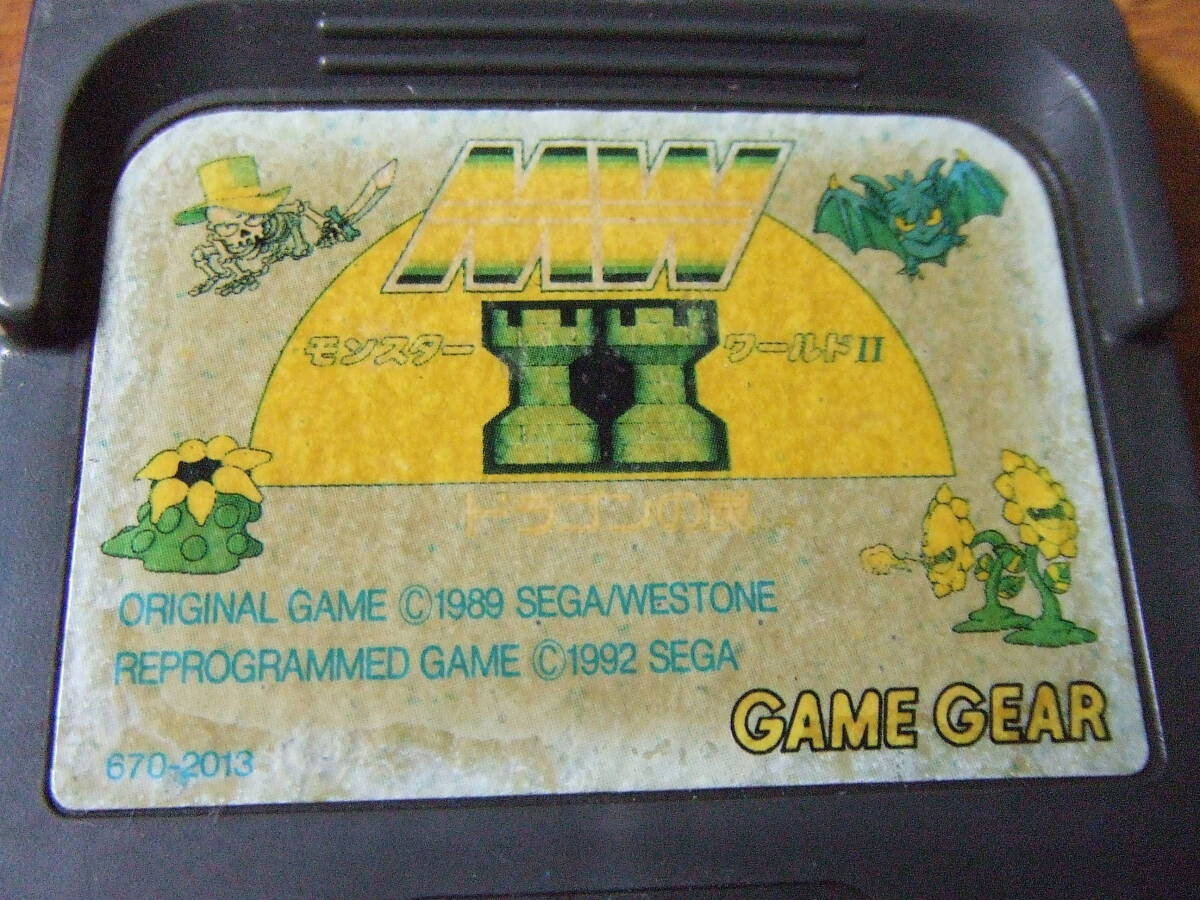 MW
モンスター ワールドII
II
ドラゴンの罠
ORIGINAL GAME ©1989 SEGA/WESTONE
REPROGRAMMED GAME ©1992 SEGA
GAME GEAR
670-2013